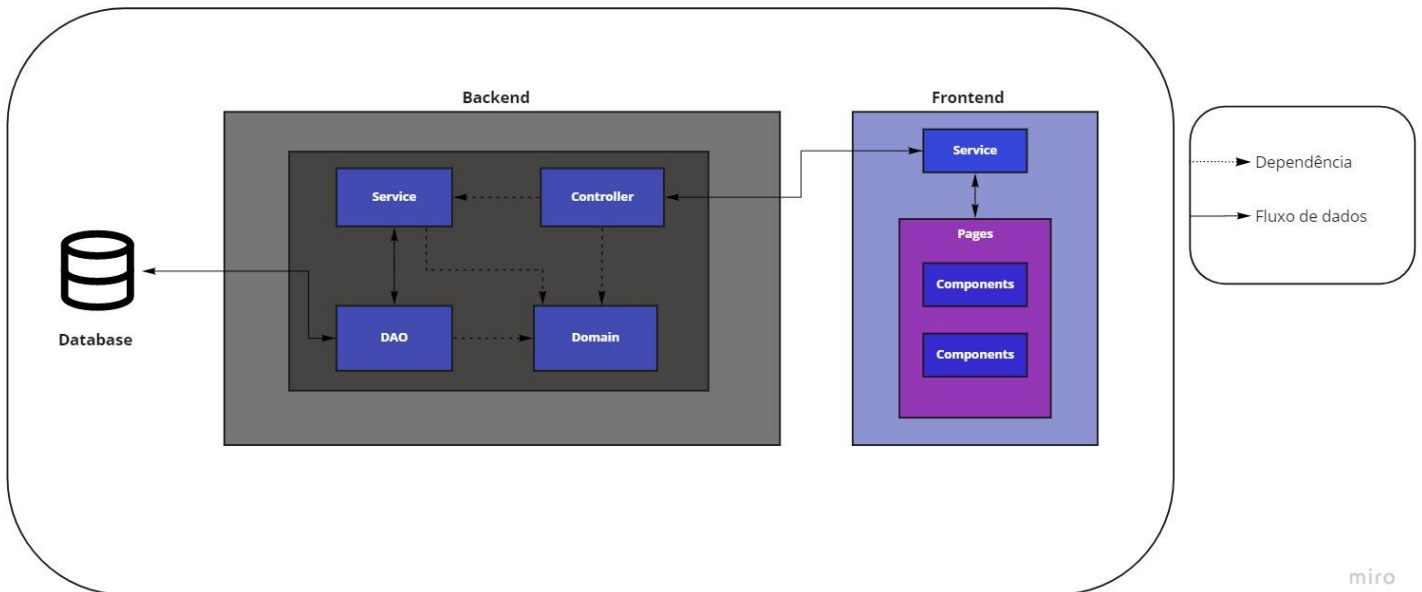 Backend
Frontend
Service
Controller
DAO
Domain
Database
Service
Pages
Components
Components
Dependência
Fluxo de dados
miro